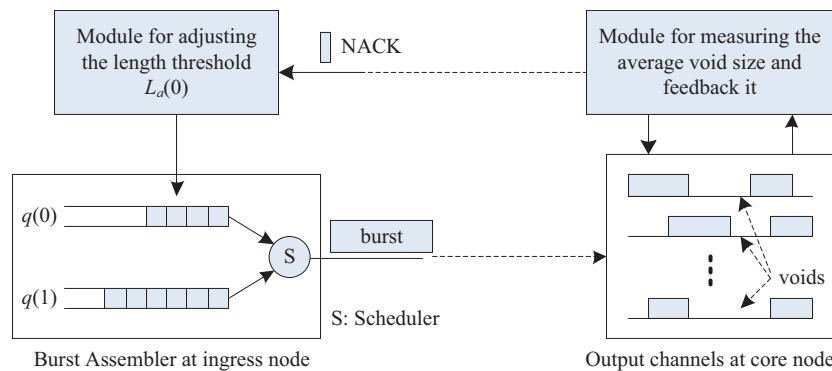 Module for adjusting
the length threshold
Lₐ(0)
NACK
Module for measuring the
average void size and
feedback it
q(0)
q(1)
S
burst
S: Scheduler
voids
Burst Assembler at ingress node
Output channels at core node